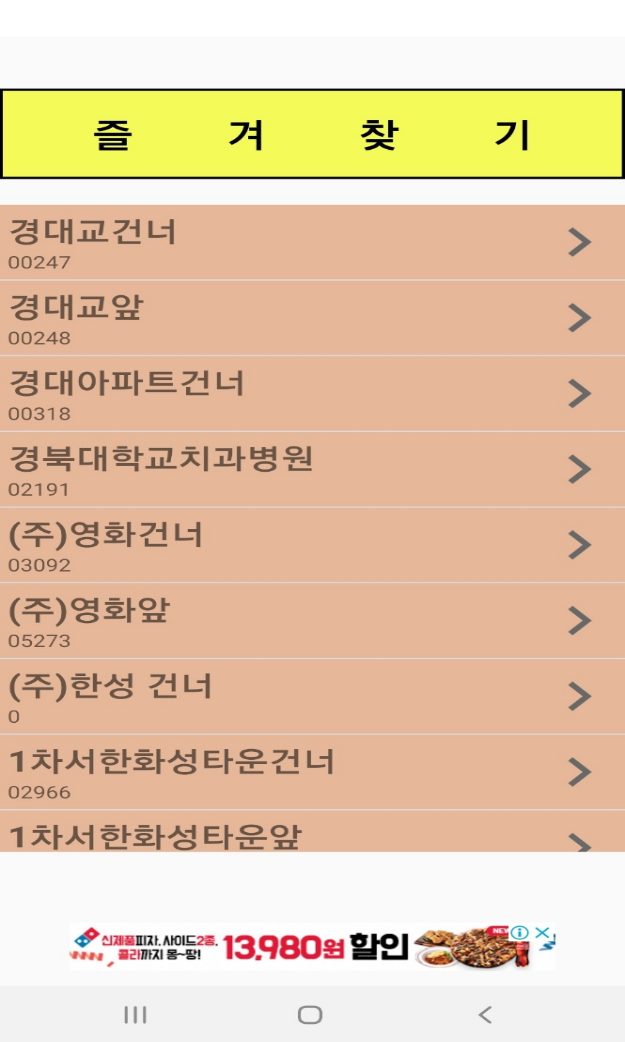 즐 겨 찾 기
경대교건너
00247
경대교앞
00248
경대아파트건너
00318
경북대학교치과병원
02191
(주)영화건너
03092
(주)영화앞
05273
(주)한성 건너
0
1차서한화성타운건너
02966
1차서한화성타운앞
신제품피자, 사이드2종,
콜라까지 몽~땅!
13,980원 할인
NEW